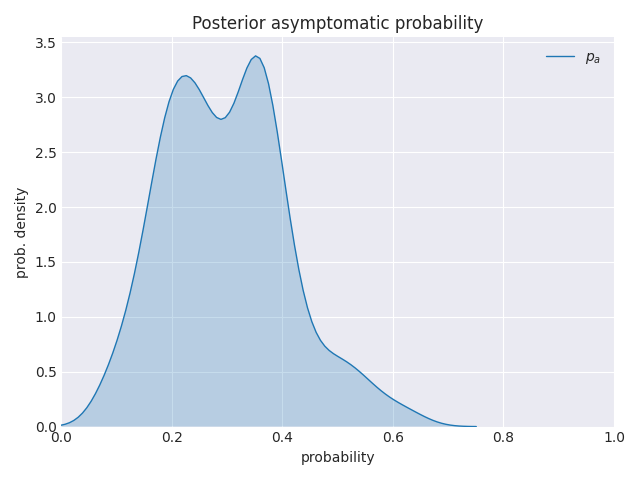 Posterior asymptomatic probability
3.5
3.0
2.5
2.0
1.5
1.0
0.5
0.0
prob. density
0.0 0.2 0.4 0.6 0.8 1.0
probability
pₐ